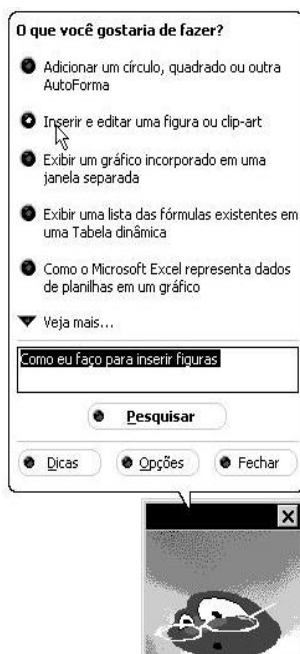 O que você gostaria de fazer?
Adicionar um círculo, quadrado ou outra
AutoForma
Inserir e editar uma figura ou clip-art
Exibir um gráfico incorporado em uma
janela separada
Exibir uma lista das fórmulas existentes em
uma Tabela dinâmica
Como o Microsoft Excel representa dados
de planilhas em um gráfico
Veja mais...
Como eu faço para inserir figuras
Pesquisar
Dicas Opções Fechar